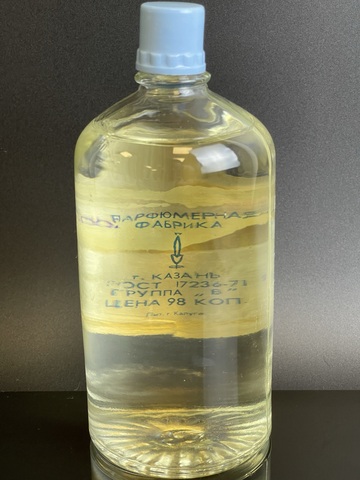 ПАРФЮМЕРНАЯ
ФАБРИКА
г. КАЗАНЬ
ГОСТ 17236-71
ГРУППА „Е"
ЦЕНА 98 КОП